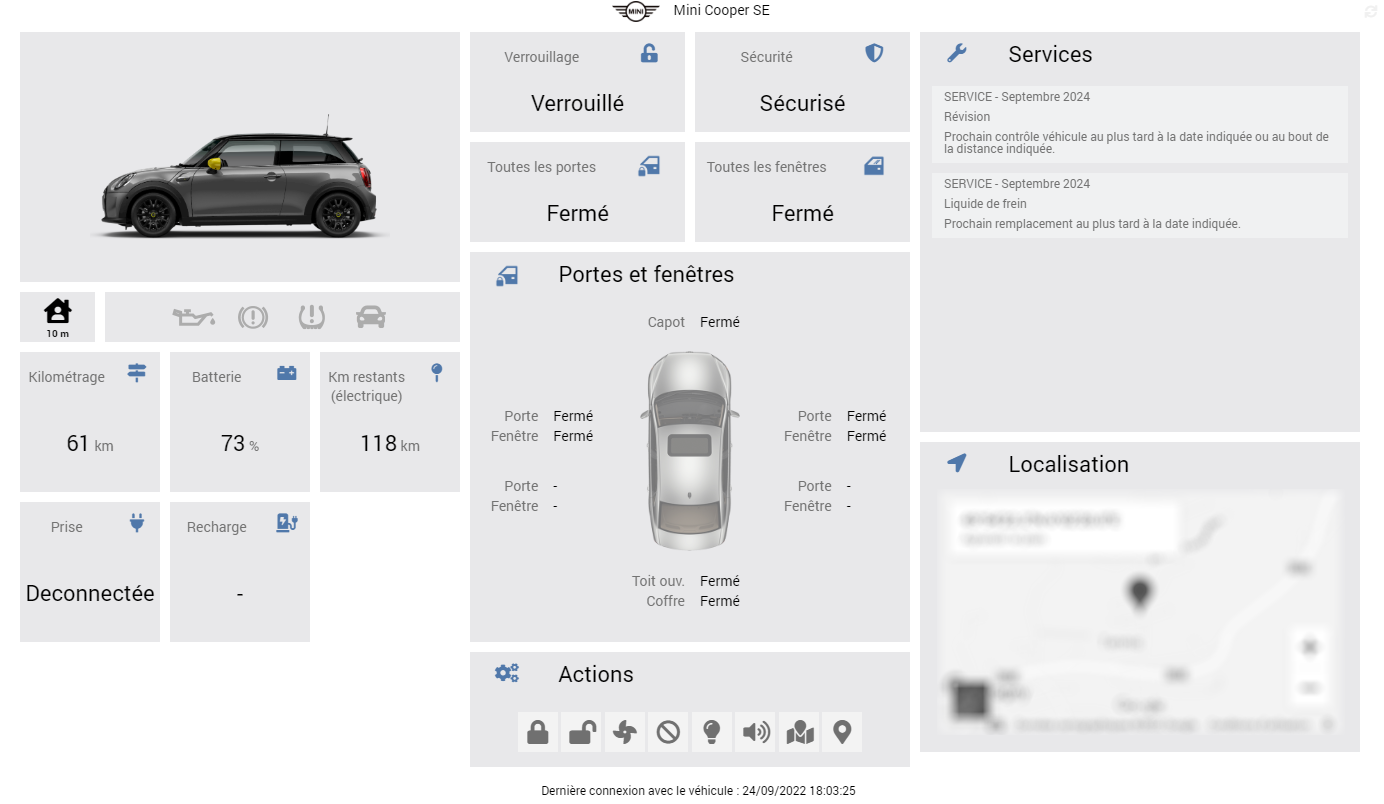 MINI
Mini Cooper SE
Verrouillage
Verrouillé
Sécurité
Sécurisé
Toutes les portes
Fermé
Toutes les fenêtres
Fermé
10 m
Kilométrage
61 km
Batterie
73 %
Km restants
(électrique)
118 km
Prise
Deconnectée
Recharge
-
Portes et fenêtres
Capot Fermé
Porte Fermé
Fenêtre Fermé
Porte Fermé
Fenêtre Fermé
Porte -
Fenêtre -
Porte -
Fenêtre -
Toit ouv. Fermé
Coffre Fermé
Actions
Services
SERVICE - Septembre 2024
Révision
Prochain contrôle véhicule au plus tard à la date indiquée ou au bout de
la distance indiquée.
SERVICE - Septembre 2024
Liquide de frein
Prochain remplacement au plus tard à la date indiquée.
Localisation
Dernière connexion avec le véhicule : 24/09/2022 18:03:25